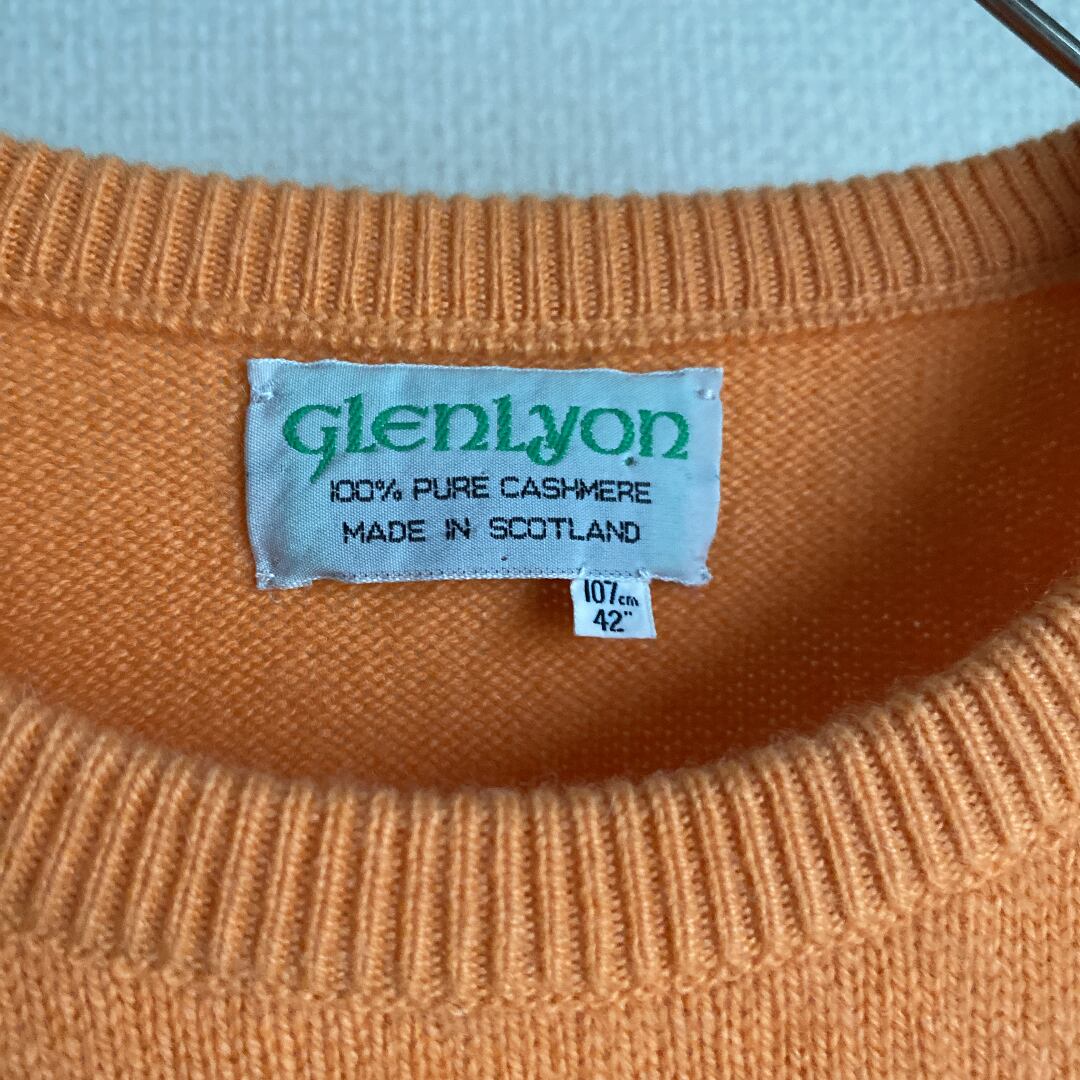 GlenLyon
100% PURE CASHMERE
MADE IN SCOTLAND
107cm
42"